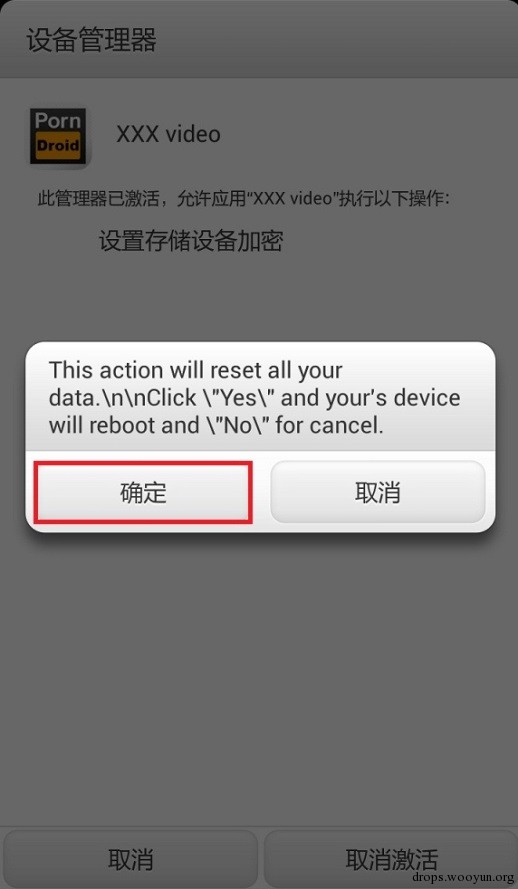 设备管理器
Porn
Droid
XXX video
此管理器已激活，允许应用“XXX video”执行以下操作：
设置存储设备加密
This action will reset all your
data.\n\nClick \"Yes\" and your's device
will reboot and \"No\" for cancel.
确定
取消
取消
取消激活
drops.wooyun.org